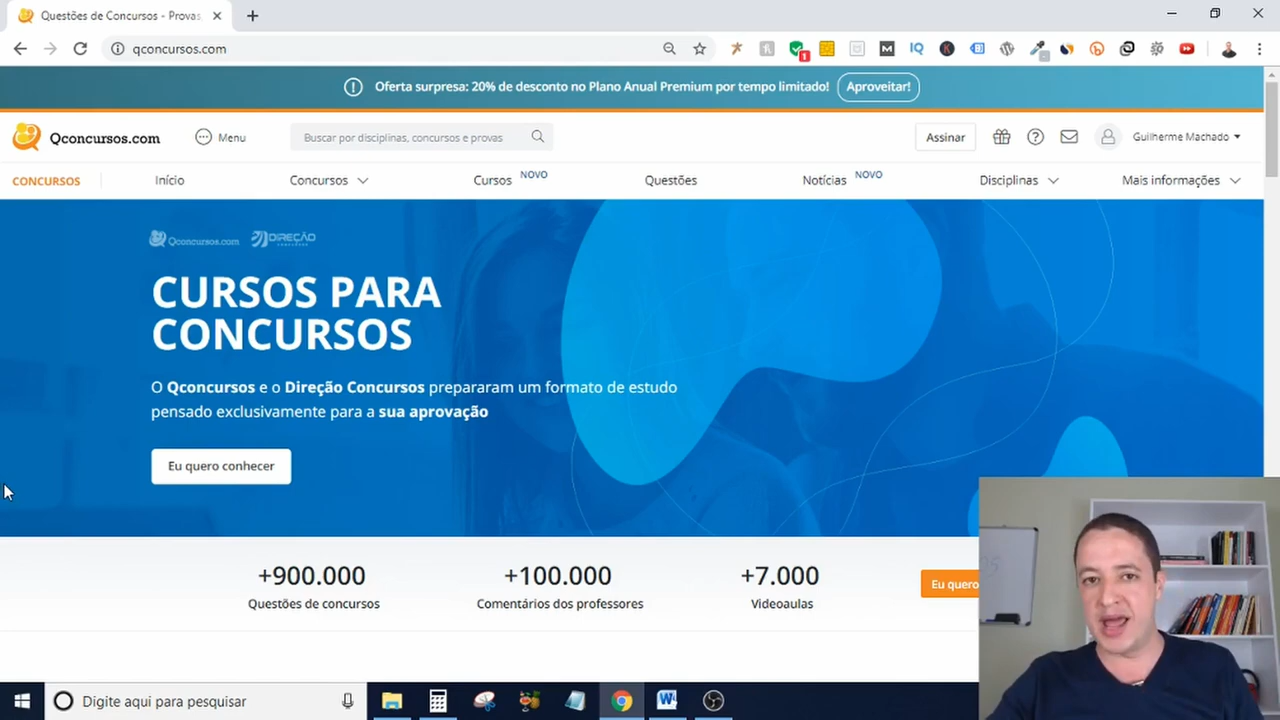 Questões de Concursos - Provas,
qconcursos.com
1
M
IQ
K
Oferta surpresa: 20% de desconto no Plano Anual Premium por tempo limitado!
Aproveitar!
Qconcursos.com
Menu
Buscar por disciplinas, concursos e provas
Assinar
Guilherme Machado
CONCURSOS
Início
Concursos
Cursos NOVO
Questões
Notícias NOVO
Disciplinas
Mais informações
Qconcursos.com
DIREÇÃO
CONCURSOS
CURSOS PARA
CONCURSOS
O Qconcursos e o Direção Concursos prepararam um formato de estudo
pensado exclusivamente para a sua aprovação
Eu quero conhecer
+900.000
Questões de concursos
+100.000
Comentários dos professores
+7.000
Videoaulas
Eu quero
Digite aqui para pesquisar